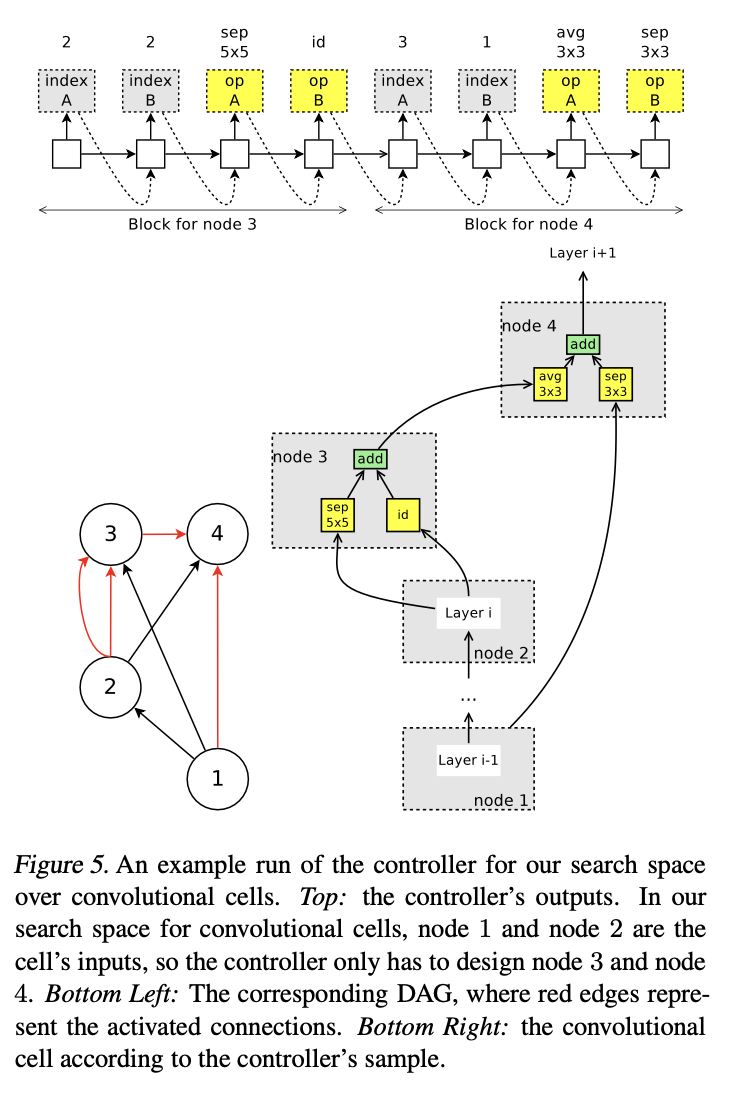 2 2 sep 5x5 id 3 1 avg 3x3 sep 3x3
index A index B op A op B index A index B op A op B
Block for node 3 Block for node 4
Layer i+1
node 4
add
avg 3x3 sep 3x3
node 3
add
sep 5x5 id
3 4
Layer i
node 2
2
...
1
Layer i-1
node 1
Figure 5. An example run of the controller for our search space
over convolutional cells. Top: the controller's outputs. In our
search space for convolutional cells, node 1 and node 2 are the
cell's inputs, so the controller only has to design node 3 and node
4. Bottom Left: The corresponding DAG, where red edges repre-
sent the activated connections. Bottom Right: the convolutional
cell according to the controller's sample.